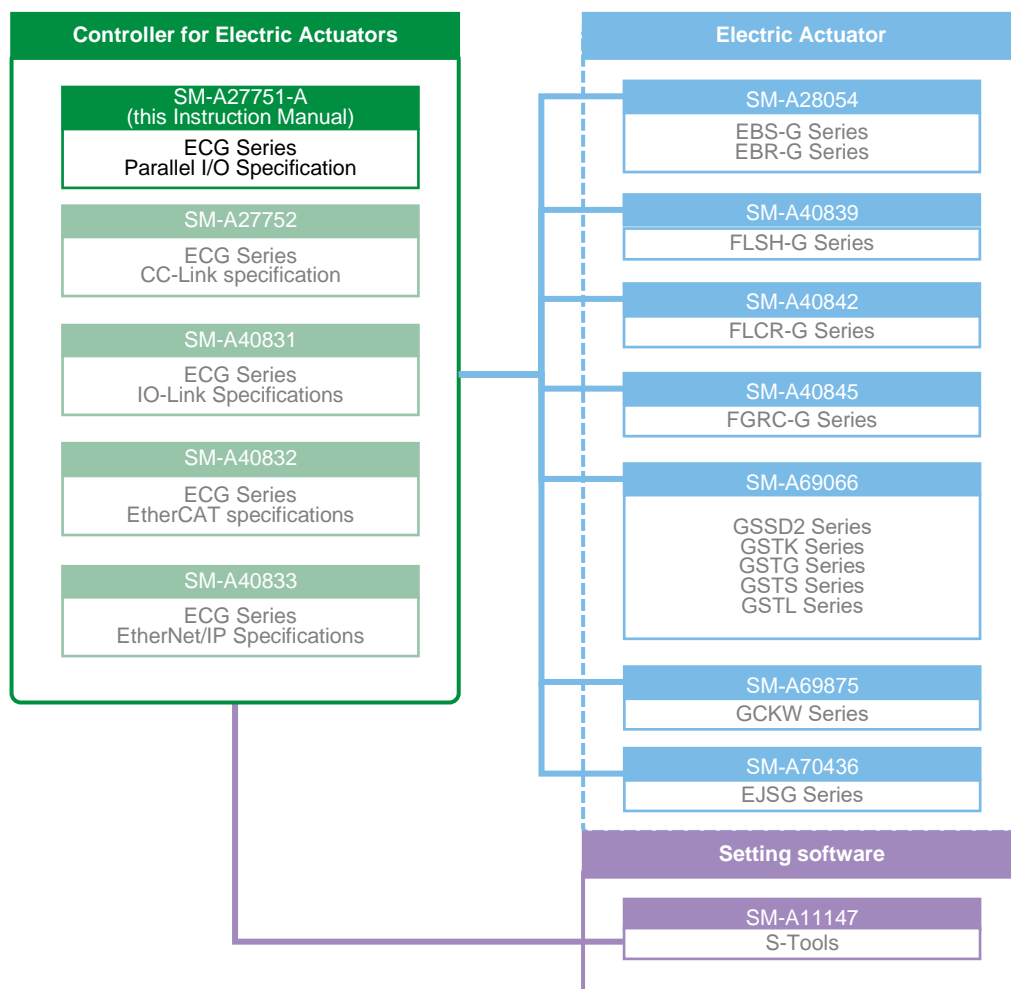 Controller for Electric Actuators
SM-A27751-A
(this Instruction Manual)
ECG Series
Parallel I/O Specification
SM-A27752
ECG Series
CC-Link specification
SM-A40831
ECG Series
IO-Link Specifications
SM-A40832
ECG Series
EtherCAT specifications
SM-A40833
ECG Series
EtherNet/IP Specifications
Electric Actuator
SM-A28054
EBS-G Series
EBR-G Series
SM-A40839
FLSH-G Series
SM-A40842
FLCR-G Series
SM-A40845
FGRC-G Series
SM-A69066
GSSD2 Series
GSTK Series
GSTG Series
GSTS Series
GSTL Series
SM-A69875
GCKW Series
SM-A70436
EJSG Series
Setting software
SM-A11147
S-Tools